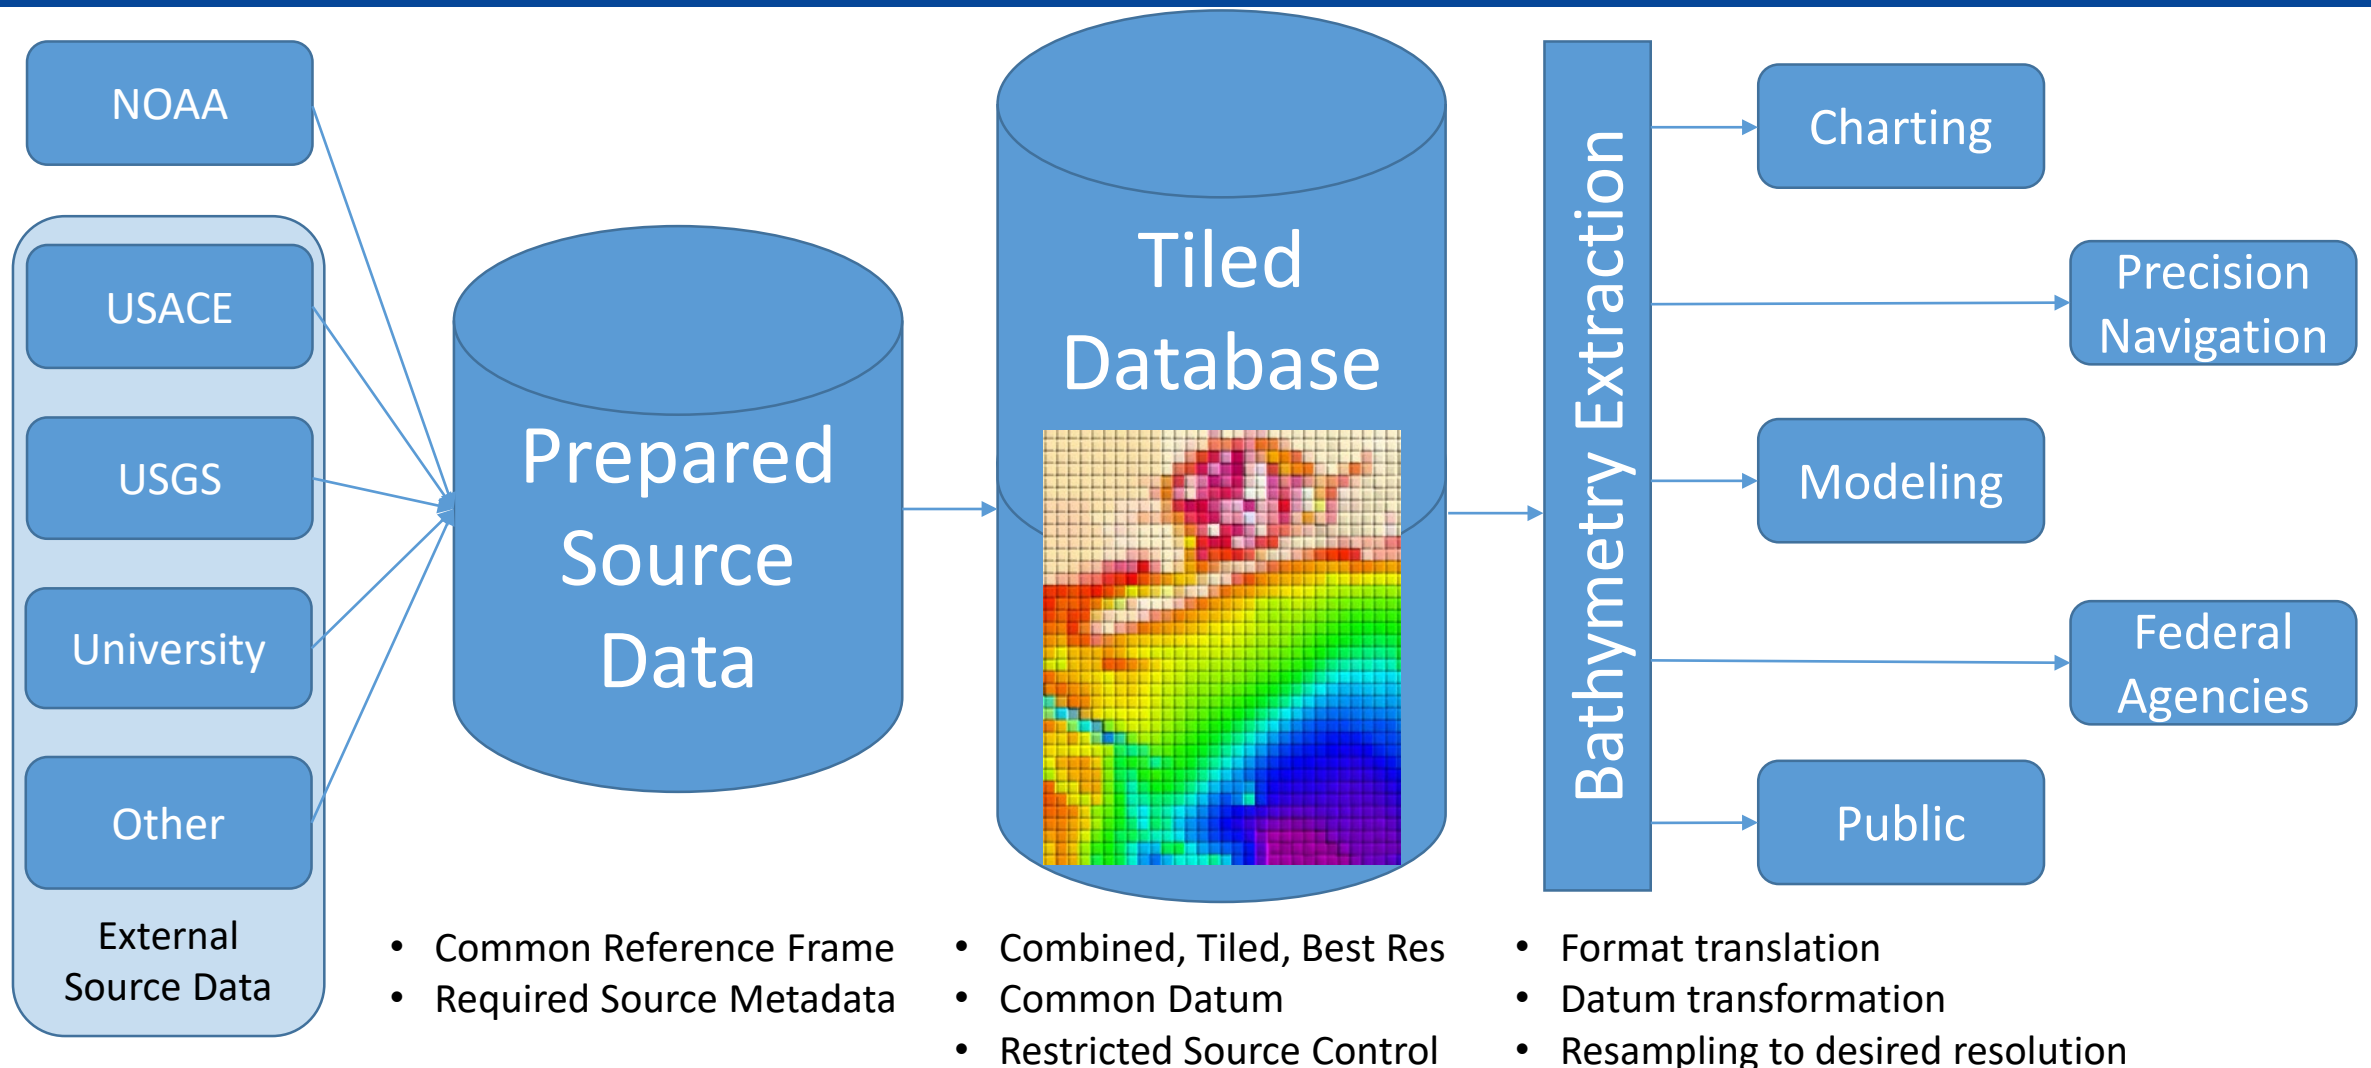 NOAA
USACE
USGS
University
Other
External
Source Data
Prepared
Source
Data
• Common Reference Frame
• Required Source Metadata
Tiled
Database
• Combined, Tiled, Best Res
• Common Datum
• Restricted Source Control
Bathymetry Extraction
• Format translation
• Datum transformation
• Resampling to desired resolution
Charting
Precision
Navigation
Modeling
Federal
Agencies
Public